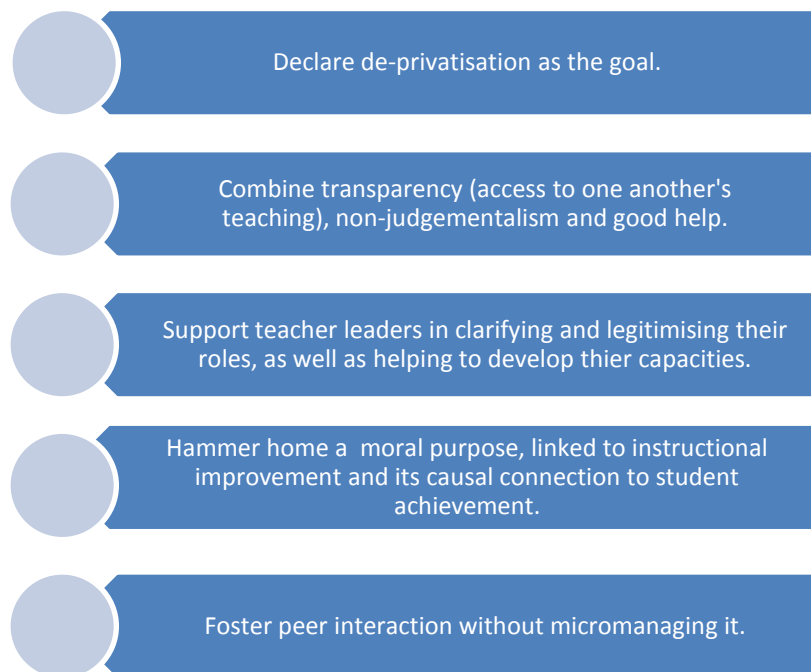 Declare de-privatisation as the goal.
Combine transparency (access to one another's
teaching), non-judgementalism and good help.
Support teacher leaders in clarifying and legitimising their
roles, as well as helping to develop thier capacities.
Hammer home a moral purpose, linked to instructional
improvement and its causal connection to student
achievement.
Foster peer interaction without micromanaging it.